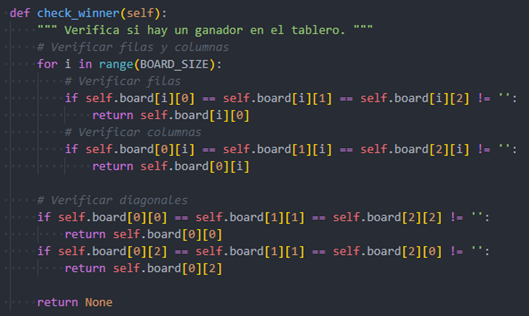 def check_winner(self):
    """ Verifica si hay un ganador en el tablero. """
    # Verificar filas y columnas
    for i in range(BOARD_SIZE):
        # Verificar filas
        if self.board[i][0] == self.board[i][1] == self.board[i][2] != '':
            return self.board[i][0]
        # Verificar columnas
        if self.board[0][i] == self.board[1][i] == self.board[2][i] != '':
            return self.board[0][i]

    # Verificar diagonales
    if self.board[0][0] == self.board[1][1] == self.board[2][2] != '':
        return self.board[0][0]
    if self.board[0][2] == self.board[1][1] == self.board[2][0] != '':
        return self.board[0][2]

    return None